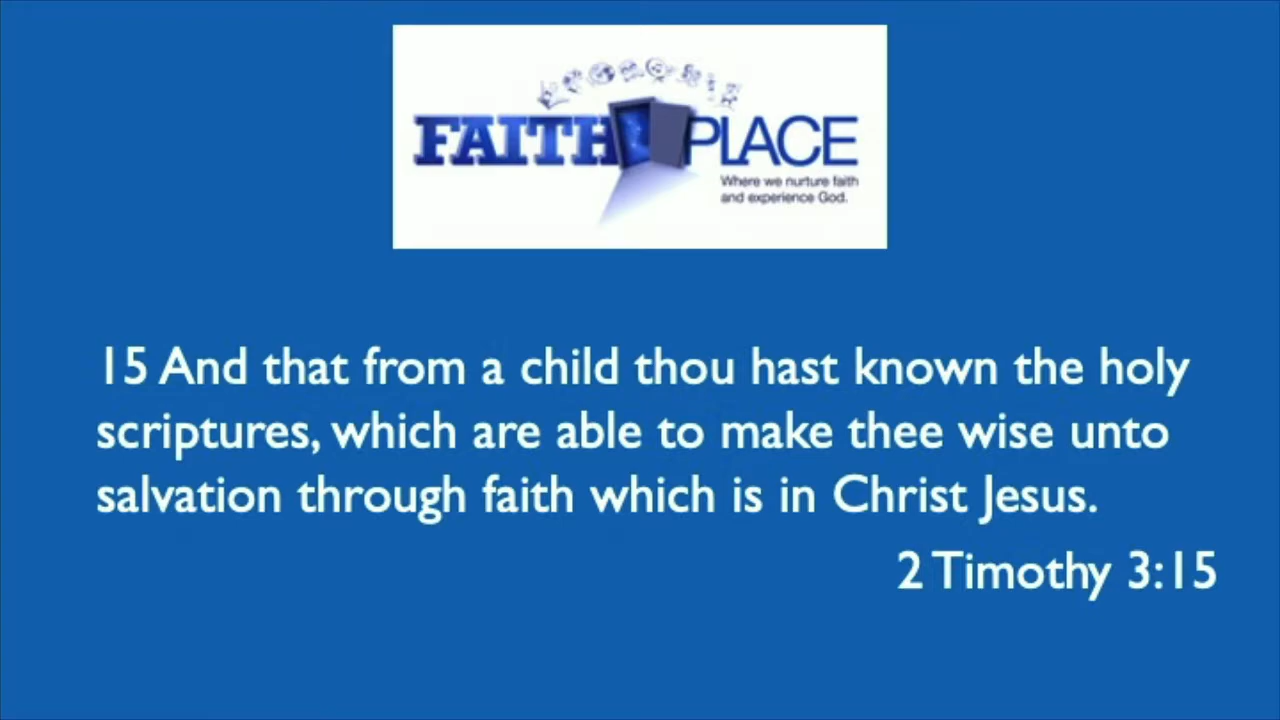 FAITH PLACE
Where we nurture faith
and experience God.
15 And that from a child thou hast known the holy
scriptures, which are able to make thee wise unto
salvation through faith which is in Christ Jesus.
2 Timothy 3:15